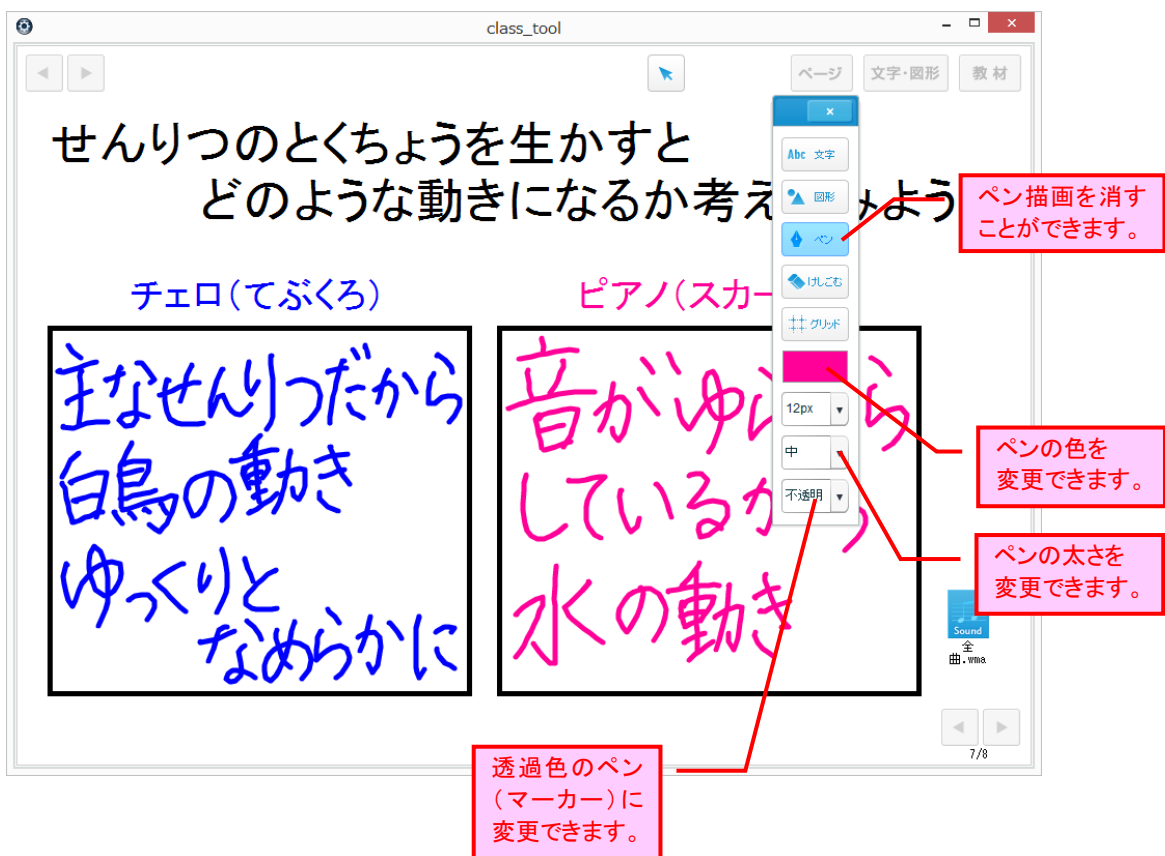 class_tool
ページ
文字・図形
教材
せんりつのとくちょうを生かすと
どのような動きになるか考え みよう
Abc 文字
図形
ペン
けしごむ
グリッド
12px
中
不透明
ペン描画を消す
ことができます。
チェロ(てぶくろ)
主なせんりつだから
白鳥の動き
ゆっくりと
なめらかに
ピアノ(スカー
音がゆらゆら
しているから
水の動き
ペンの色を
変更できます。
ペンの太さを
変更できます。
Sound
全
曲.wma
7/8
透過色のペン
(マーカー)に
変更できます。